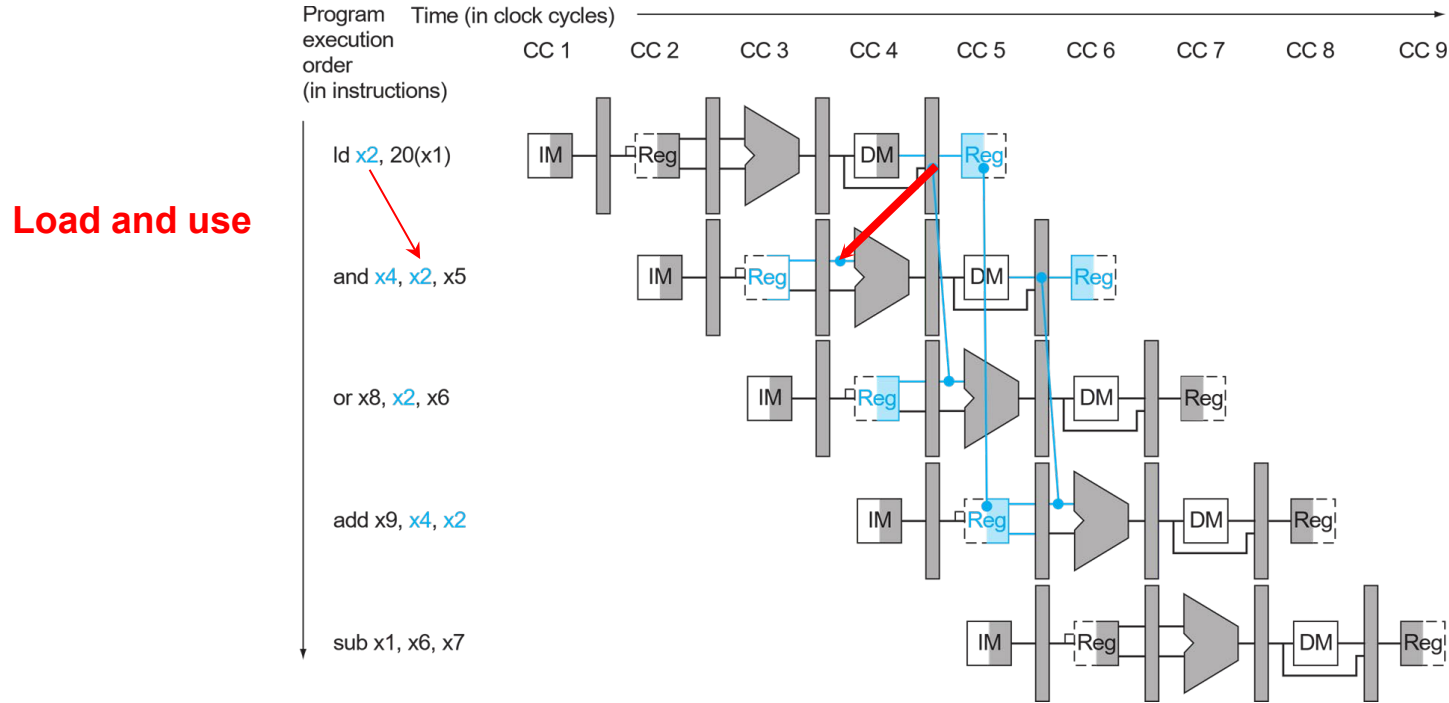 Program
execution
order
(in instructions)
Time (in clock cycles)
CC 1 CC 2 CC 3 CC 4 CC 5 CC 6 CC 7 CC 8 CC 9
Load and use
ld x2, 20(x1)
IM Reg DM Reg
and x4, x2, x5
IM Reg DM Reg
or x8, x2, x6
IM Reg DM Reg
add x9, x4, x2
IM Reg DM Reg
sub x1, x6, x7
IM Reg DM Reg